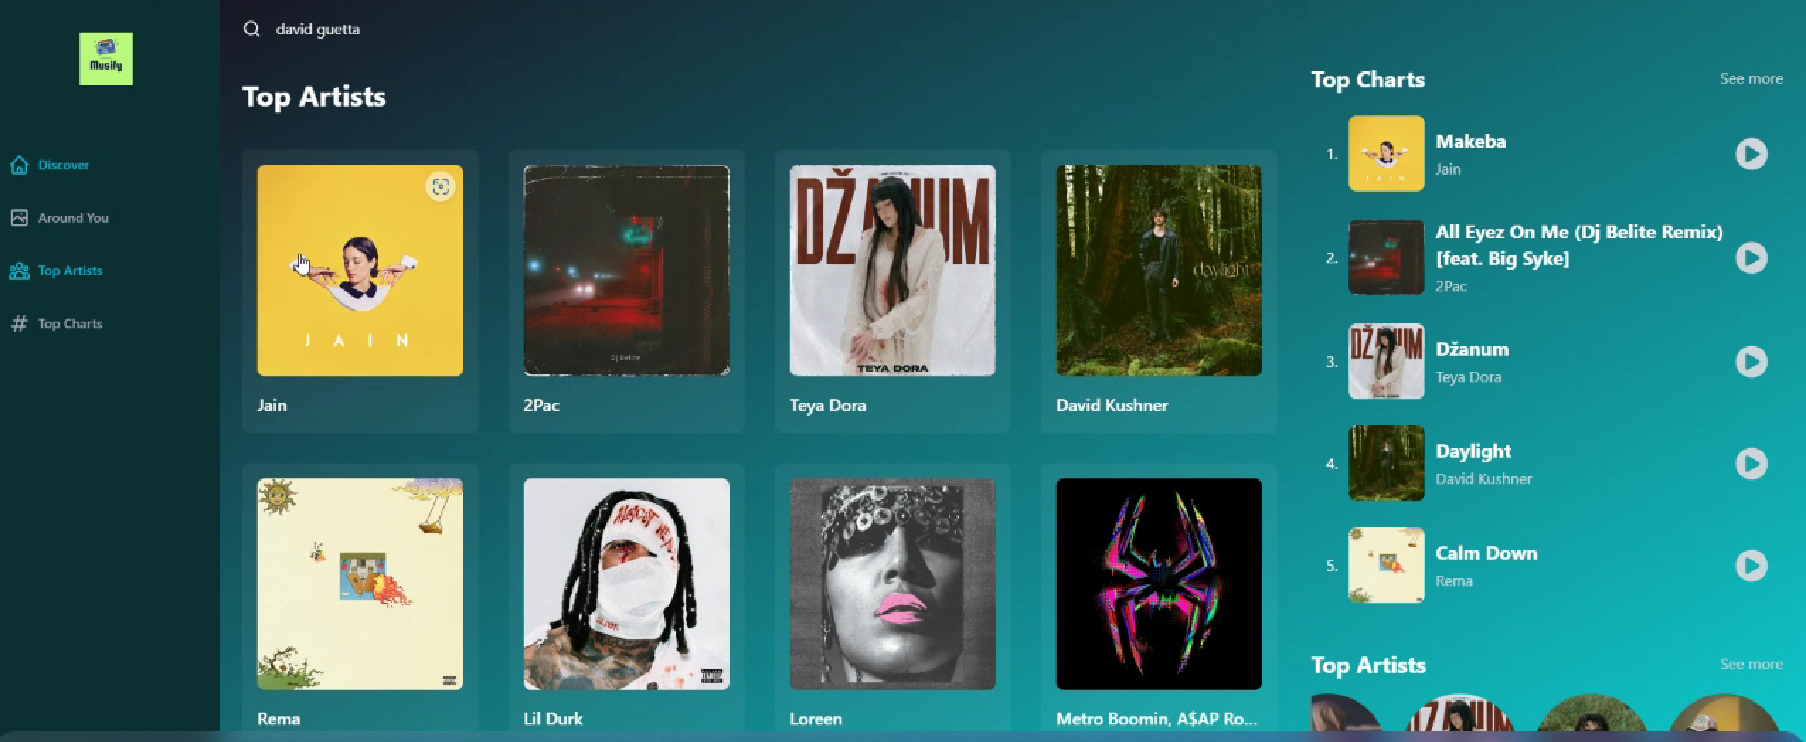 Musify
david guetta
Discover
Around You
Top Artists
Top Charts
Top Artists
J A I N
Jain
Dj Belite
2Pac
DŽANUM
TEYA DORA
Teya Dora
daylight
David Kushner
Rema
Lil Durk
Loreen
Metro Boomin, A$AP Ro...
Top Charts
See more
1.
JAIN
Makeba
Jain
2.
All Eyez On Me (Dj Belite Remix)
[feat. Big Syke]
2Pac
3.
Džanum
Teya Dora
4.
Daylight
David Kushner
5.
Calm Down
Rema
Top Artists
See more